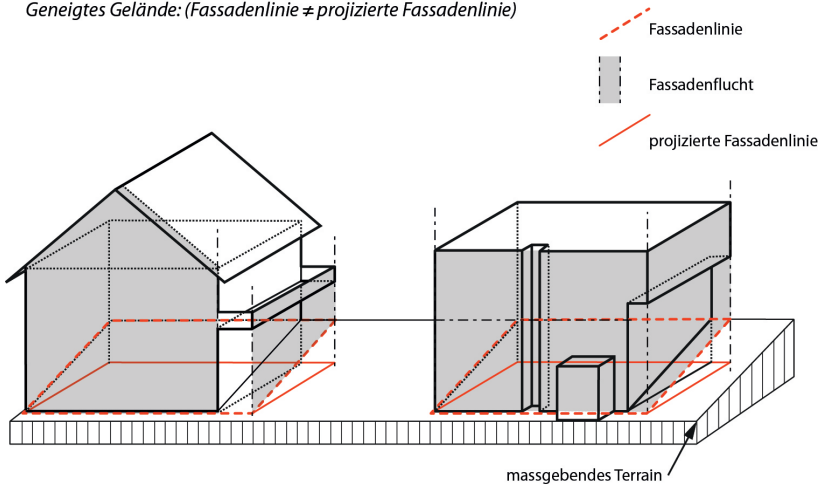 Geneigtes Gelände: (Fassadenlinie ≠ projizierte Fassadenlinie)
Fassadenlinie
Fassadenflucht
projizierte Fassadenlinie
massgebendes Terrain